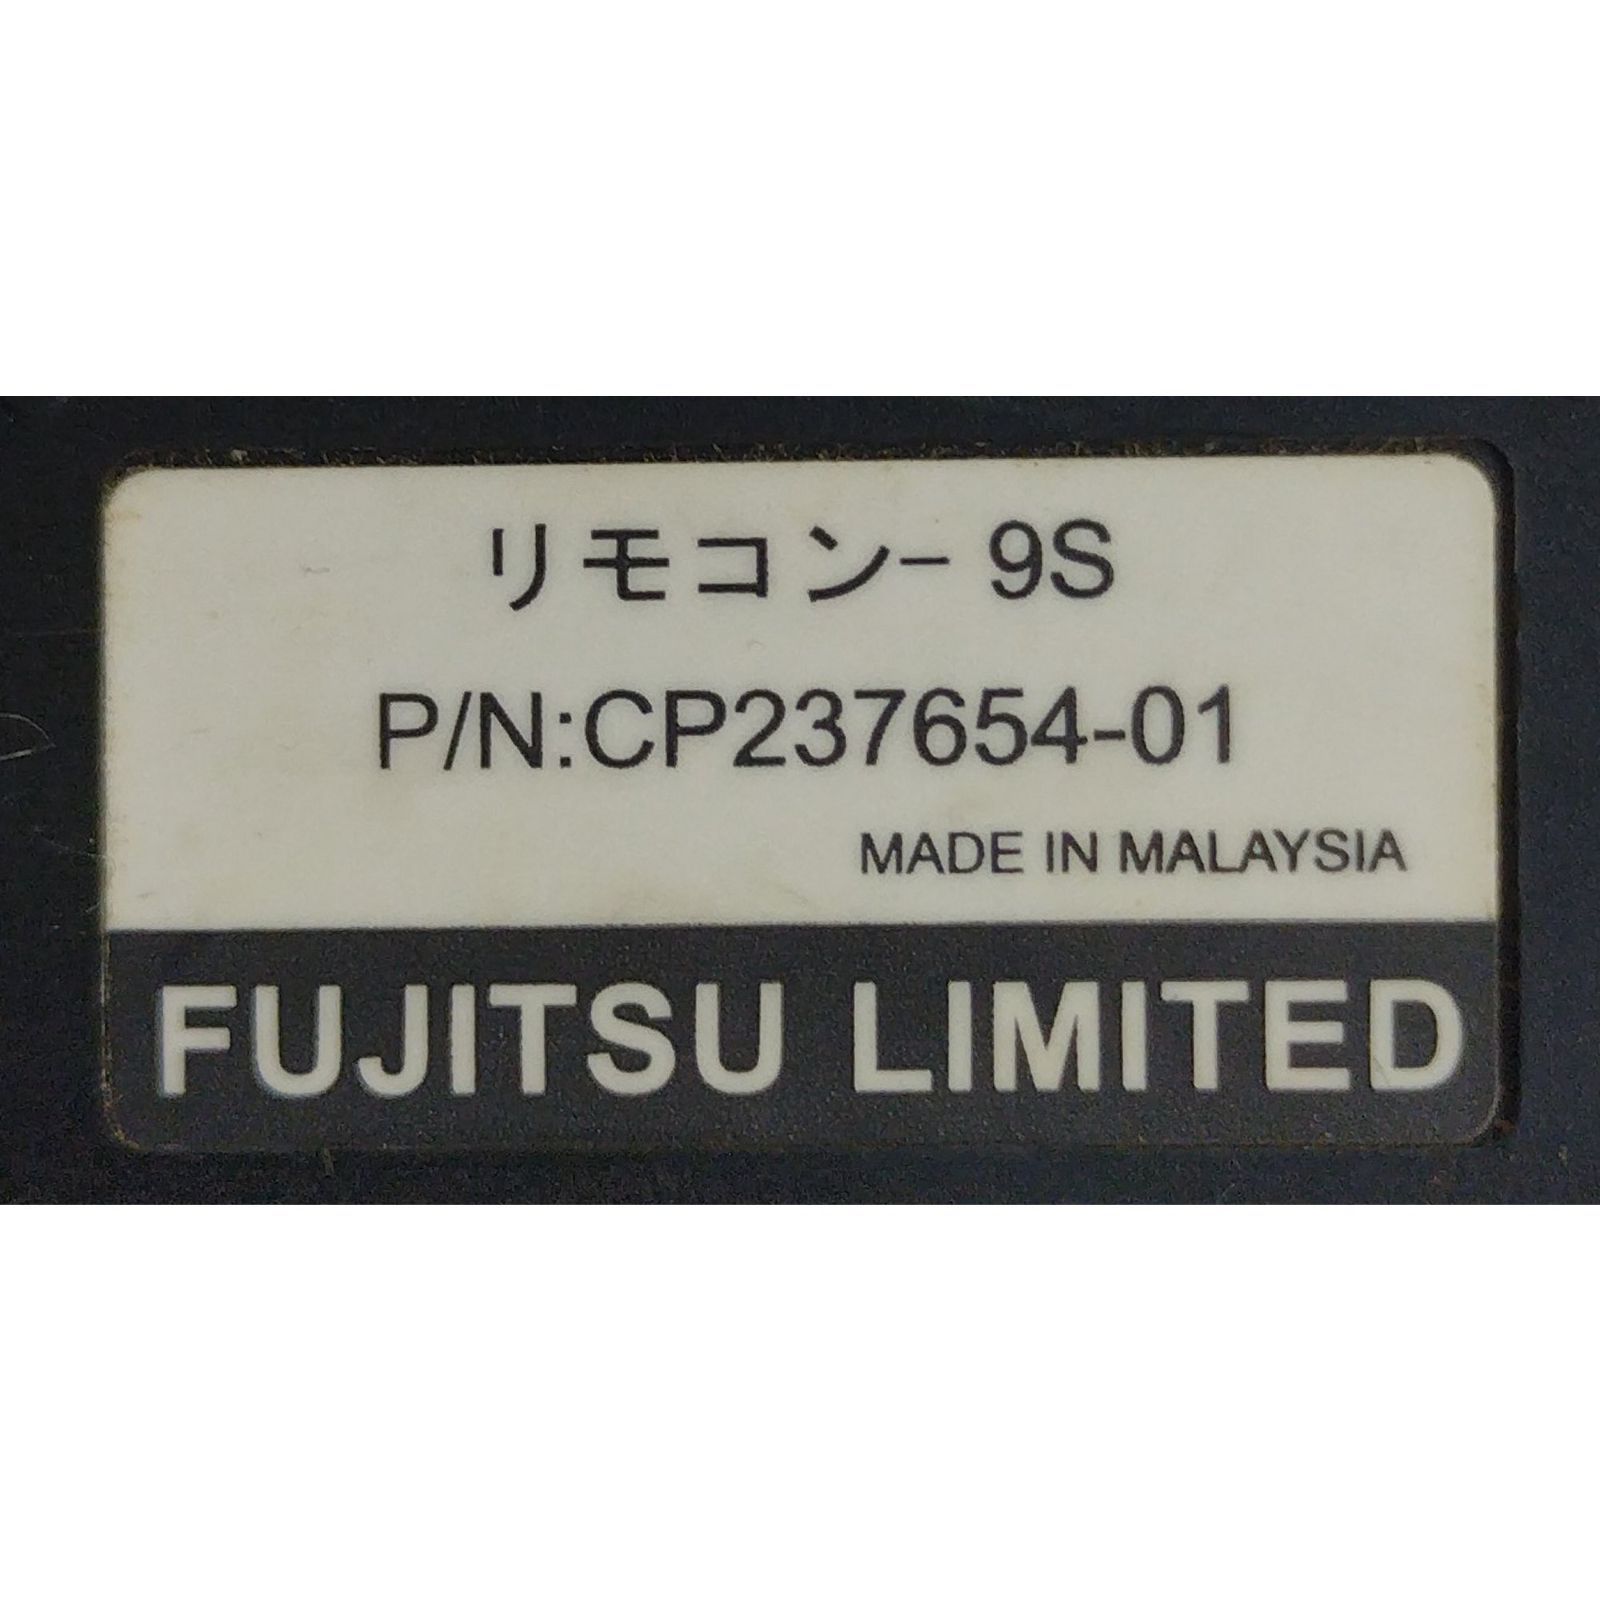 リモコン- 9S
P/N:CP237654-01
MADE IN MALAYSIA
FUJITSU LIMITED